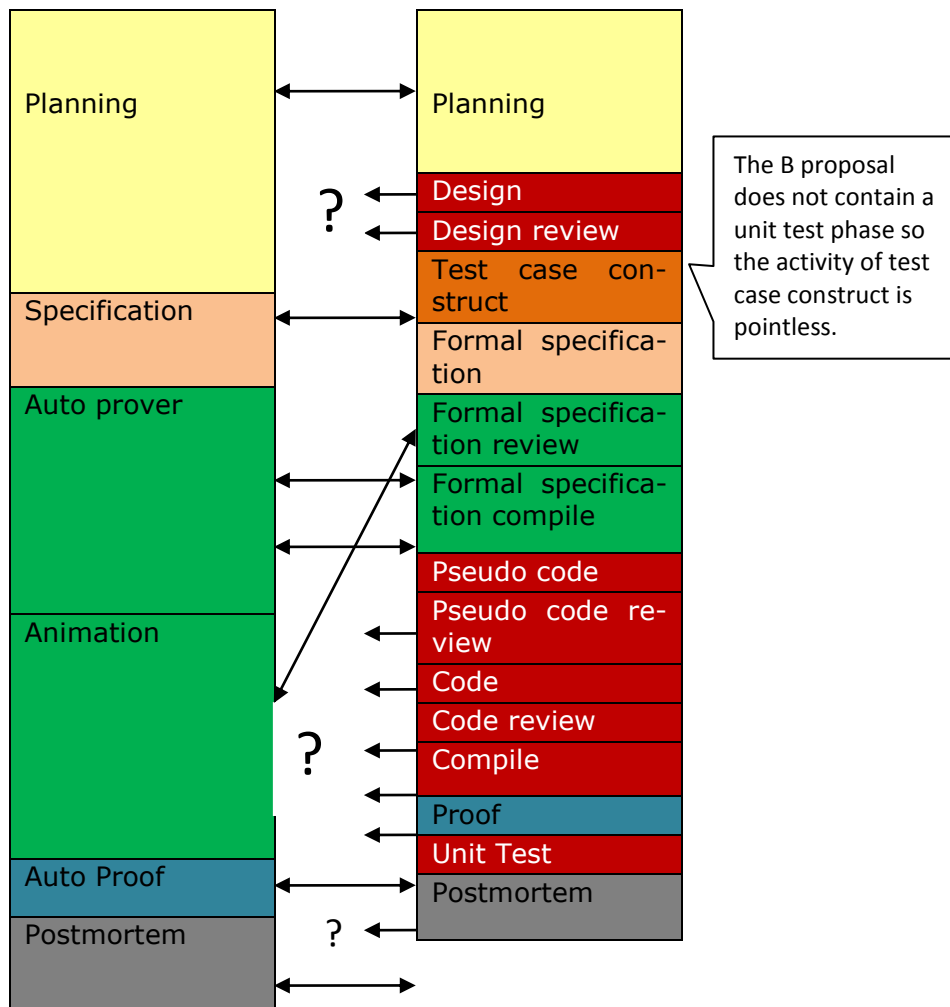 Planning
Specification
Auto prover
Animation
Auto Proof
Postmortem
?
?
?
Planning
Design
Design review
Test case con-
struct
Formal specifica-
tion
Formal specifica-
tion review
Formal specifica-
tion compile
Pseudo code
Pseudo code re-
view
Code
Code review
Compile
Proof
Unit Test
Postmortem
The B proposal
does not contain a
unit test phase so
the activity of test
case construct is
pointless.